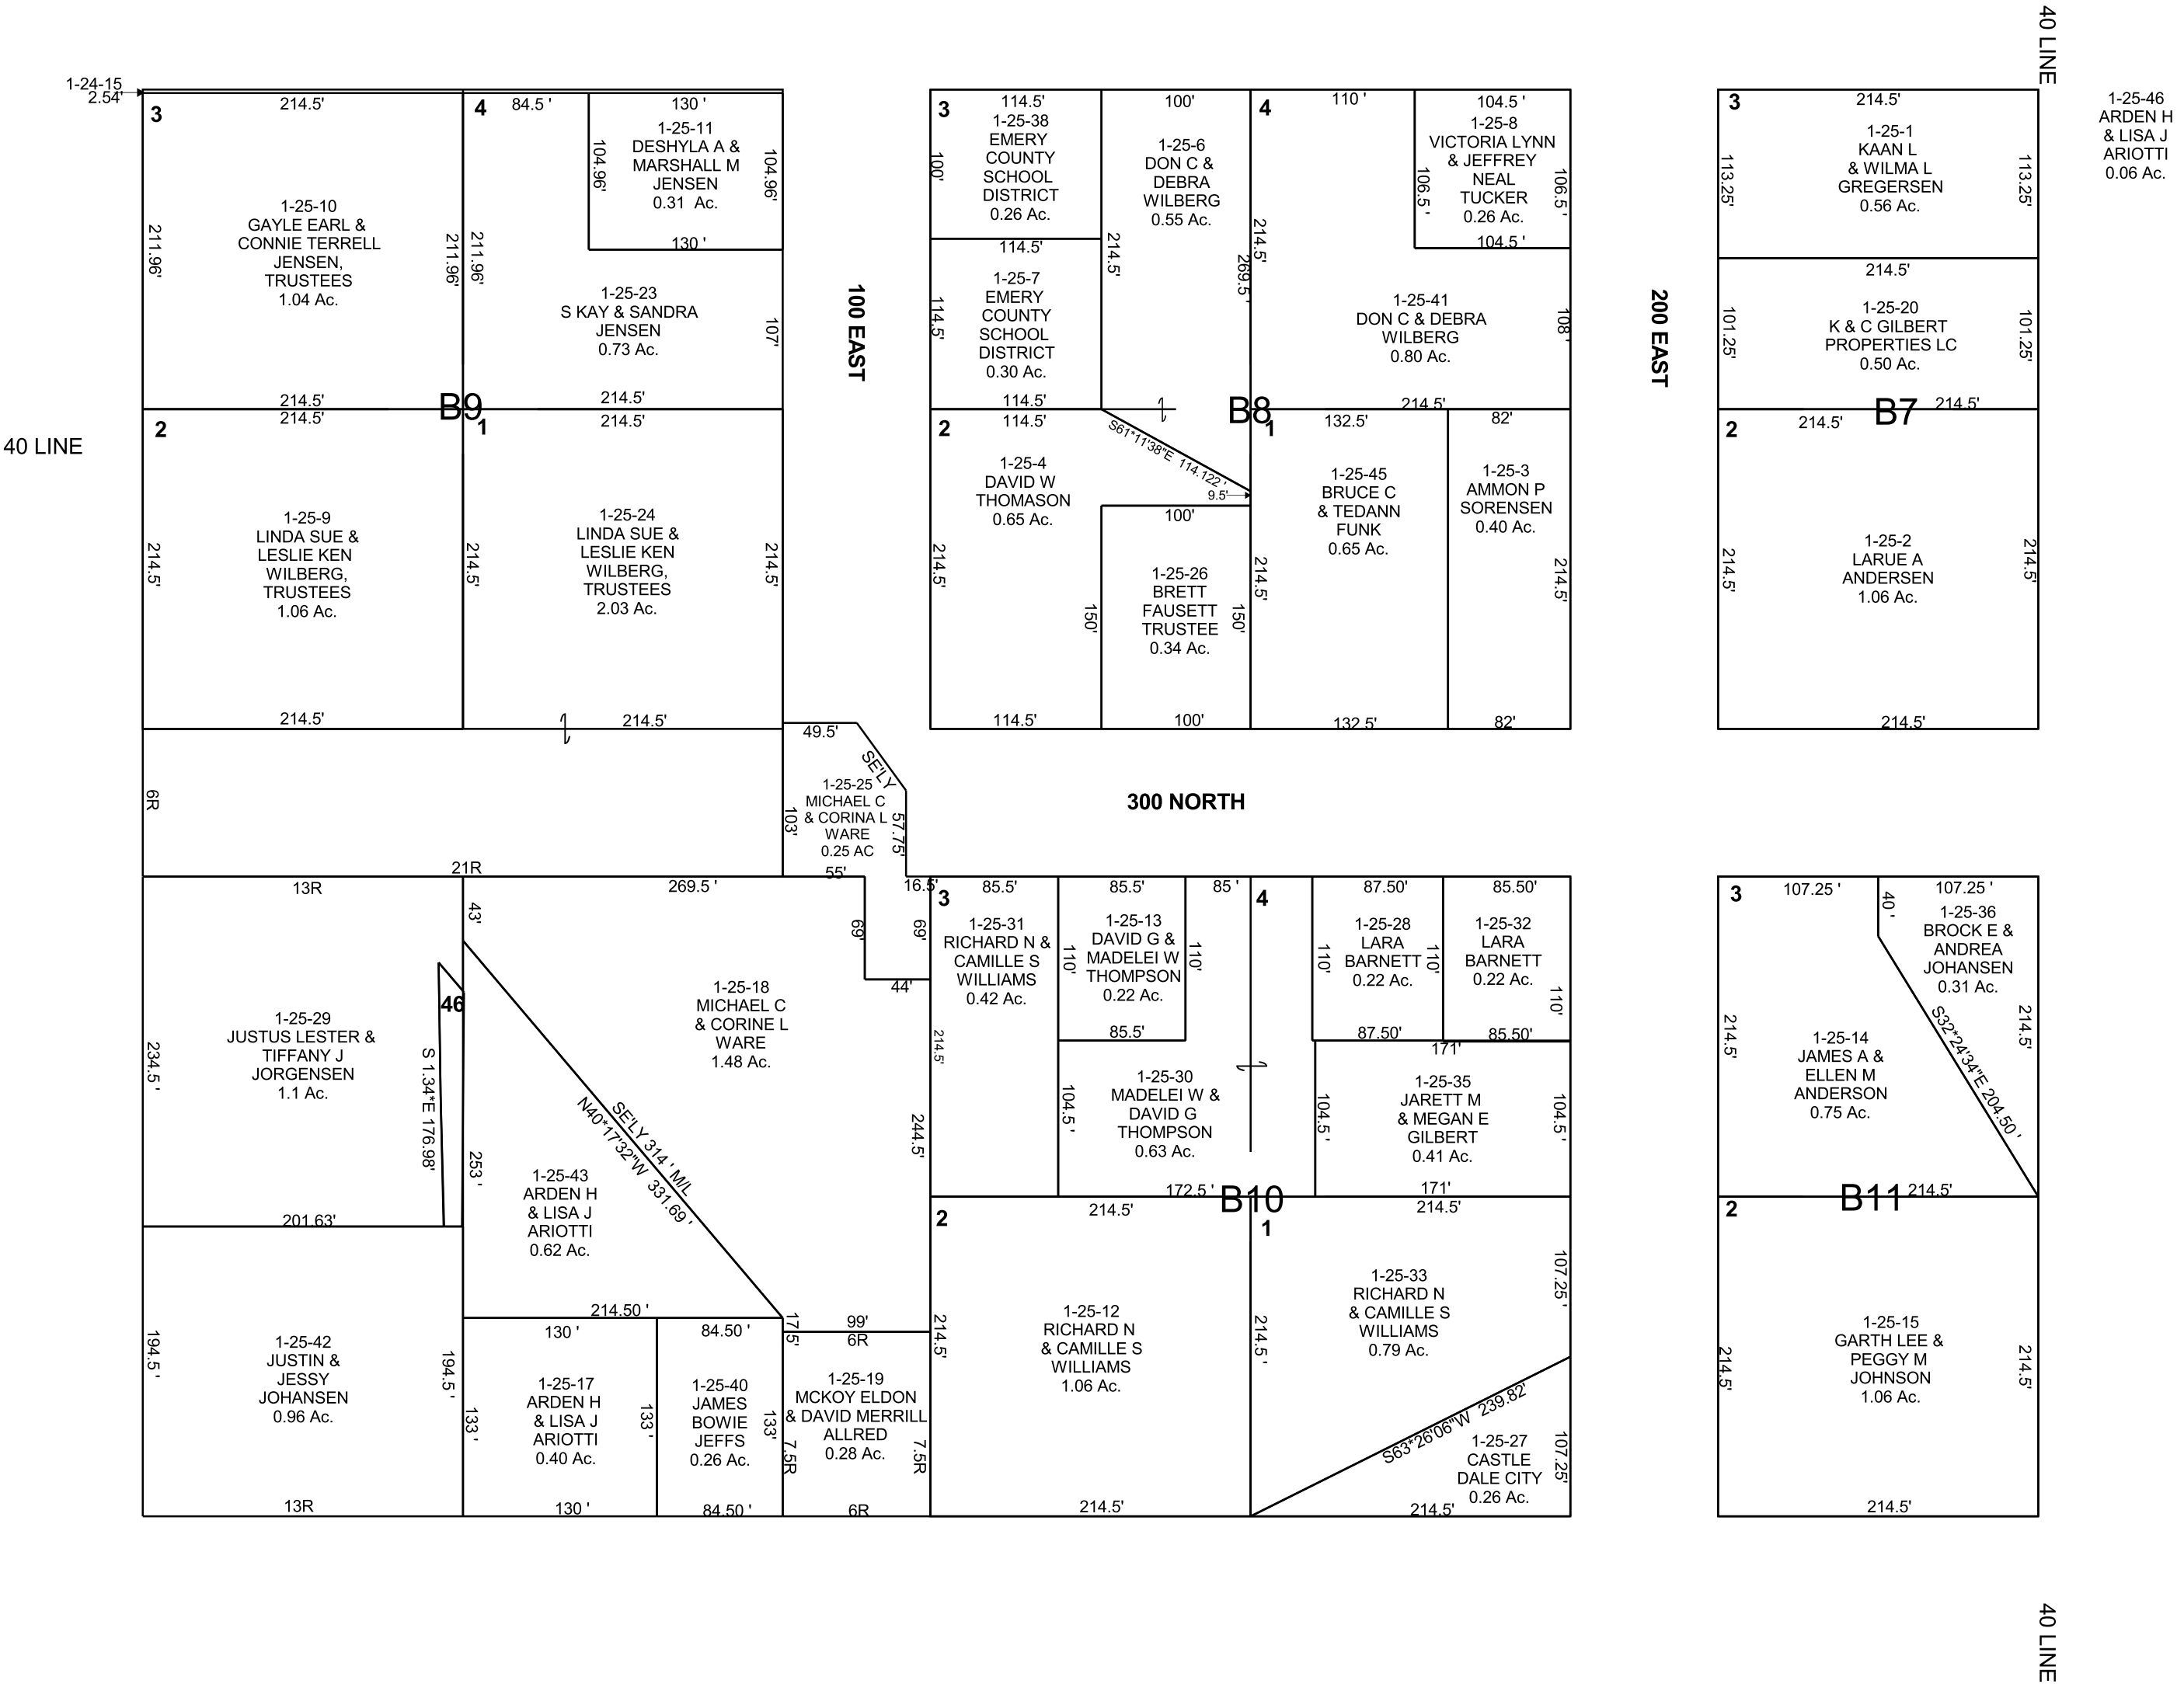 40 LINE
1-24-15
2.54'
3
214.5'
1-25-10
GAYLE EARL &
CONNIE TERRELL
JENSEN,
TRUSTEES
1.04 Ac.
211.96'
211.96'
214.5'
4
84.5 '
130 '
1-25-11
DESHYLA A &
MARSHALL M
JENSEN
0.31 Ac.
104.96'
104.96'
130 '
211.96'
1-25-23
S KAY & SANDRA
JENSEN
0.73 Ac.
107'
214.5'
B9
40 LINE
2
214.5'
1-25-9
LINDA SUE &
LESLIE KEN
WILBERG,
TRUSTEES
1.06 Ac.
214.5'
214.5'
1
214.5'
1-25-24
LINDA SUE &
LESLIE KEN
WILBERG,
TRUSTEES
2.03 Ac.
214.5'
214.5'
214.5'
100 EAST
3
114.5'
1-25-38
EMERY
COUNTY
SCHOOL
DISTRICT
0.26 Ac.
100'
114.5'
1-25-7
EMERY
COUNTY
SCHOOL
DISTRICT
0.30 Ac.
114.5'
114.5'
100'
1-25-6
DON C &
DEBRA
WILBERG
0.55 Ac.
214.5'
269.5 '
4
110 '
104.5 '
1-25-8
VICTORIA LYNN
& JEFFREY
NEAL
TUCKER
0.26 Ac.
106.5 '
106.5 '
104.5 '
214.5'
1-25-41
DON C & DEBRA
WILBERG
0.80 Ac.
108'
214.5'
B8
2
114.5'
1-25-4
DAVID W
THOMASON
0.65 Ac.
214.5'
114.5'
S61*11'38"E 114.122 '
9.5'
100'
1-25-26
BRETT
FAUSETT
TRUSTEE
0.34 Ac.
150'
150'
100'
1
132.5'
1-25-45
BRUCE C
& TEDANN
FUNK
0.65 Ac.
214.5'
132.5'
82'
1-25-3
AMMON P
SORENSEN
0.40 Ac.
214.5'
82'
200 EAST
3
214.5'
1-25-1
KAAN L
& WILMA L
GREGERSEN
0.56 Ac.
113.25'
113.25'
214.5'
1-25-20
K & C GILBERT
PROPERTIES LC
0.50 Ac.
101.25'
101.25'
214.5'
B7
2
214.5'
1-25-2
LARUE A
ANDERSEN
1.06 Ac.
214.5'
214.5'
214.5'
1-25-46
ARDEN H
& LISA J
ARIOTTI
0.06 Ac.
300 NORTH
6R
21R
49.5'
SE'LY
1-25-25
MICHAEL C
& CORINA L
WARE
0.25 AC
103'
57.75'
55'
16.5'
69'
69'
44'
13R
1-25-29
JUSTUS LESTER &
TIFFANY J
JORGENSEN
1.1 Ac.
234.5 '
S 1.34*E 176.98'
46
201.63'
1-25-42
JUSTIN &
JESSY
JOHANSEN
0.96 Ac.
194.5 '
194.5 '
13R
269.5 '
43'
1-25-18
MICHAEL C
& CORINE L
WARE
1.48 Ac.
244.5'
SE'LY 314 ' M/L
N40*17'32"W 331.69 '
253 '
1-25-43
ARDEN H
& LISA J
ARIOTTI
0.62 Ac.
214.50 '
130 '
1-25-17
ARDEN H
& LISA J
ARIOTTI
0.40 Ac.
133 '
133 '
130 '
84.50 '
1-25-40
JAMES
BOWIE
JEFFS
0.26 Ac.
133'
84.50 '
17.5'
99'
6R
1-25-19
MCKOY ELDON
& DAVID MERRILL
ALLRED
0.28 Ac.
7.5R
7.5R
6R
3
85.5'
1-25-31
RICHARD N &
CAMILLE S
WILLIAMS
0.42 Ac.
214.5'
85.5'
1-25-13
DAVID G &
MADELEI W
THOMPSON
0.22 Ac.
110'
110'
85.5'
85 '
1-25-30
MADELEI W &
DAVID G
THOMPSON
0.63 Ac.
104.5 '
172.5 '
4
87.50'
1-25-28
LARA
BARNETT
0.22 Ac.
110'
110'
87.50'
85.50'
1-25-32
LARA
BARNETT
0.22 Ac.
110'
85.50'
171'
1-25-35
JARETT M
& MEGAN E
GILBERT
0.41 Ac.
104.5 '
104.5 '
171'
B10
2
214.5'
1-25-12
RICHARD N
& CAMILLE S
WILLIAMS
1.06 Ac.
214.5'
214.5'
1
214.5'
1-25-33
RICHARD N
& CAMILLE S
WILLIAMS
0.79 Ac.
214.5 '
107.25 '
S63*26'06"W 239.82'
1-25-27
CASTLE
DALE CITY
0.26 Ac.
107.25'
214.5'
3
107.25 '
107.25 '
40 '
1-25-36
BROCK E &
ANDREA
JOHANSEN
0.31 Ac.
214.5'
S32*24'34"E 204.50 '
1-25-14
JAMES A &
ELLEN M
ANDERSON
0.75 Ac.
214.5'
214.5'
B11
2
1-25-15
GARTH LEE &
PEGGY M
JOHNSON
1.06 Ac.
214.5'
214.5'
214.5'
40 LINE